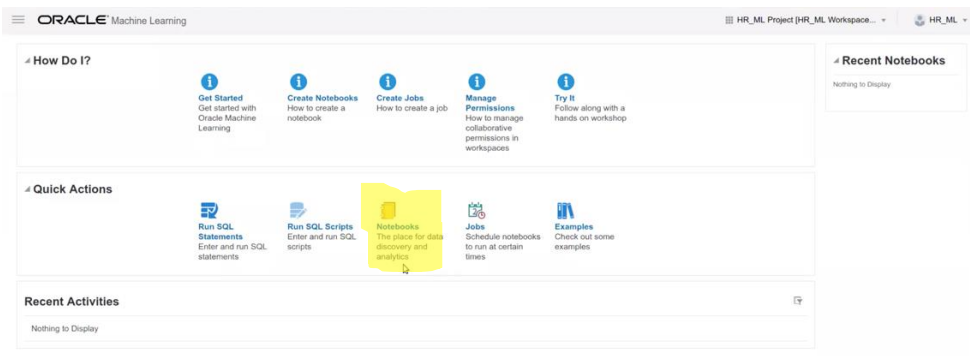 ORACLE Machine Learning
HR_ML Project [HR_ML Workspace...
HR_ML
How Do I?
Get Started
Get started with
Oracle Machine
Learning
Create Notebooks
How to create a
notebook
Create Jobs
How to create a job
Manage
Permissions
How to manage
collaborative
permissions in
workspaces
Try It
Follow along with a
hands on workshop
Recent Notebooks
Nothing to Display
Quick Actions
Run SQL
Statements
Enter and run SQL
statements
Run SQL Scripts
Enter and run SQL
scripts
Notebooks
The place for data
discovery and
analytics
Jobs
Schedule notebooks
to run at certain
times
Examples
Check out some
examples
Recent Activities
Nothing to Display